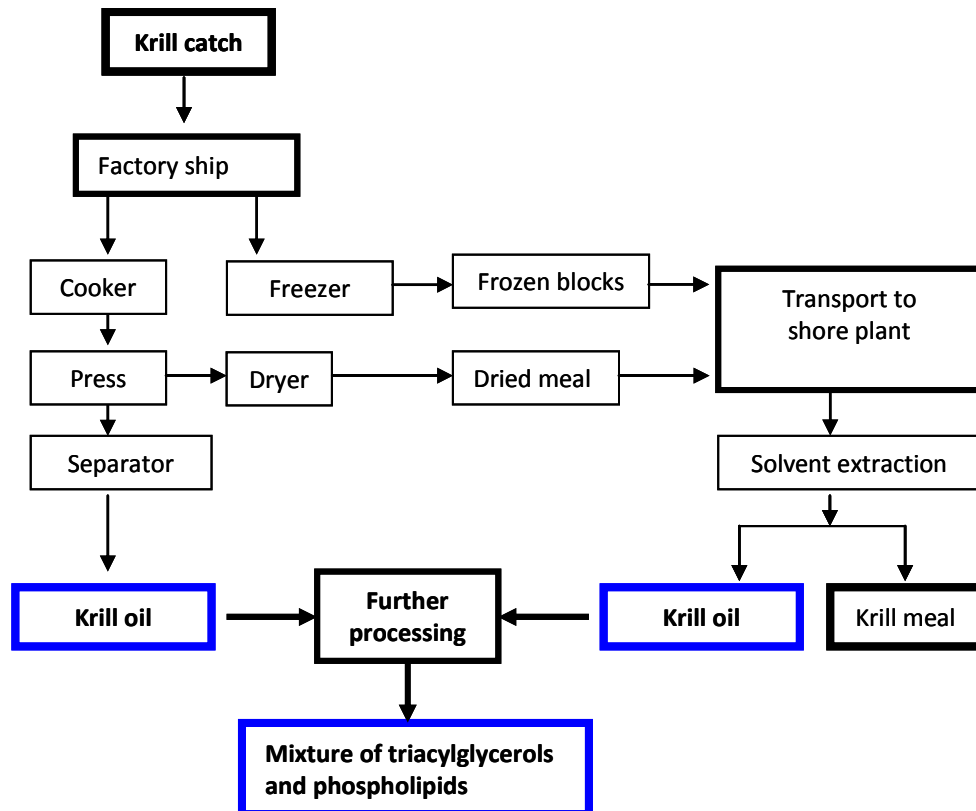 Krill catch
Factory ship
Cooker
Freezer
Frozen blocks
Transport to
shore plant
Press
Dryer
Dried meal
Separator
Solvent extraction
Krill oil
Further
processing
Krill oil
Krill meal
Mixture of triacylglycerols
and phospholipids